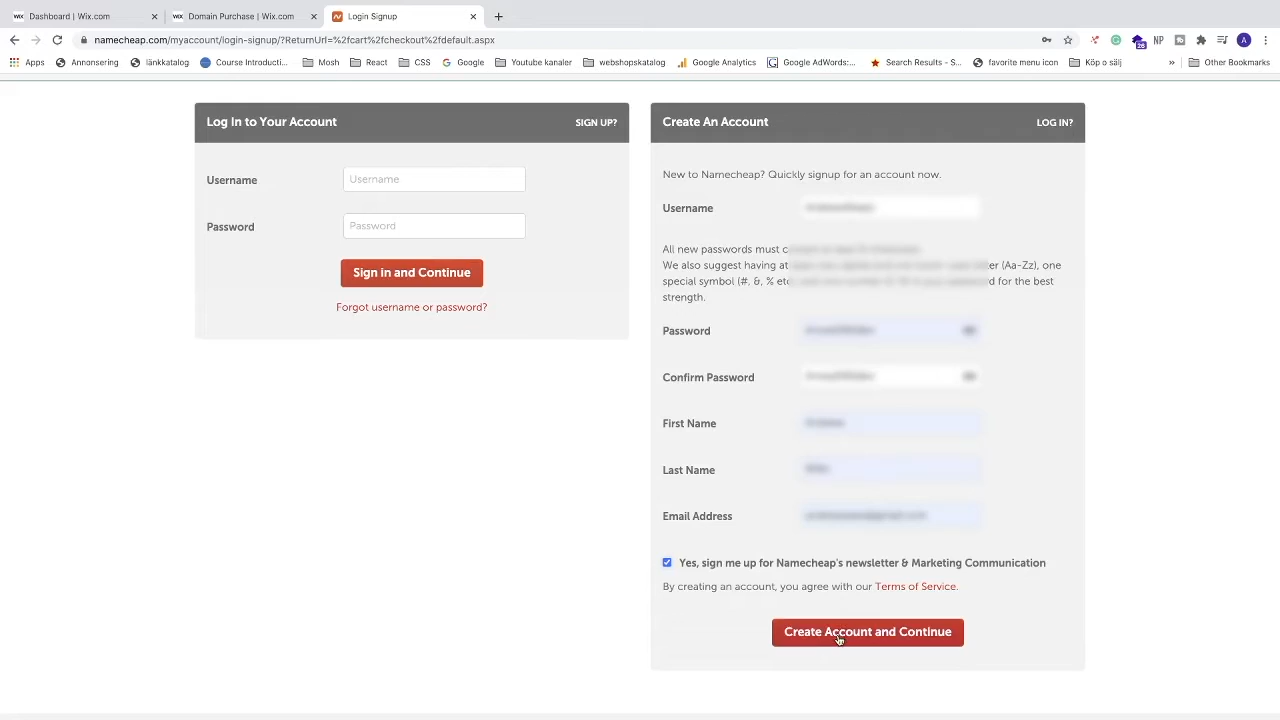 Dashboard | Wix.com
Domain Purchase | Wix.com
Login Signup
namecheap.com/myaccount/login-signup/?ReturnUrl=%2fcart%2fcheckout%2fdefault.aspx
28
NP
A
Apps
Annonsering
länkkatalog
Course Introducti...
Mosh
React
CSS
Google
Youtube kanaler
webshopskatalog
Google Analytics
Google AdWords:...
Search Results - S...
favorite menu icon
Köp o sälj
»
Other Bookmarks
Log In to Your Account
SIGN UP?
Username
Username
Password
Password
Sign in and Continue
Forgot username or password?
Create An Account
LOG IN?
New to Namecheap? Quickly signup for an account now.
Username
All new passwords must
We also suggest having at (Aa-Zz), one
special symbol (#, &, % for the best
strength.
Password
Confirm Password
First Name
Last Name
Email Address
Yes, sign me up for Namecheap's newsletter & Marketing Communication
By creating an account, you agree with our Terms of Service.
Create Account and Continue